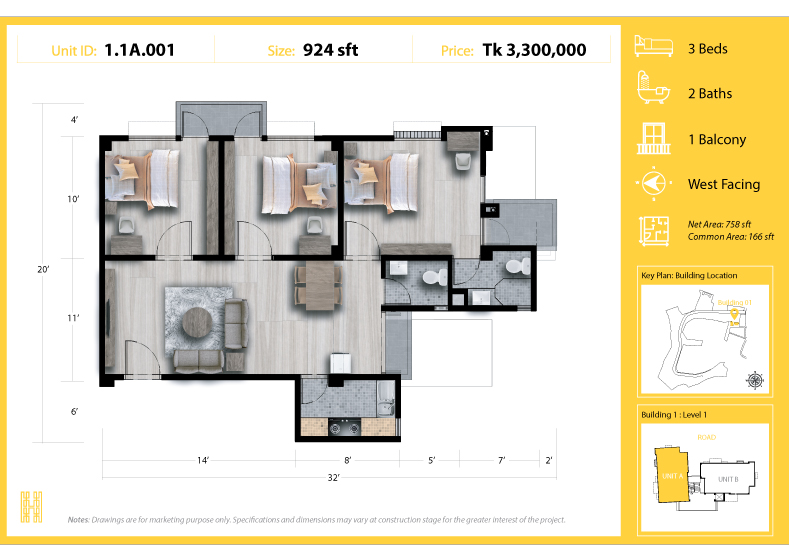 Unit ID: 1.1A.001
Size: 924 sft
Price: Tk 3,300,000
3 Beds
2 Baths
1 Balcony
West Facing
Net Area: 758 sft
Common Area: 166 sft
4'
10'
20'
11'
6'
14'
8'
5'
7'
2'
32'
Key Plan: Building Location
Building 01
Building 1 : Level 1
ROAD
UNIT A
UNIT B
Notes: Drawings are for marketing purpose only. Specifications and dimensions may vary at construction stage for the greater interest of the project.